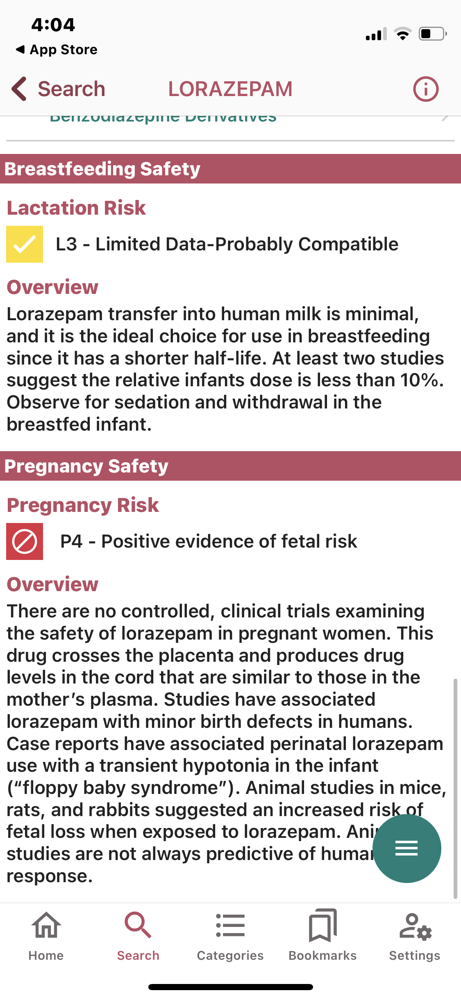 4:04
App Store
Search
LORAZEPAM
Benzodiazepine Derivatives
Breastfeeding Safety
Lactation Risk
L3 - Limited Data-Probably Compatible
Overview
Lorazepam transfer into human milk is minimal,
and it is the ideal choice for use in breastfeeding
since it has a shorter half-life. At least two studies
suggest the relative infants dose is less than 10%.
Observe for sedation and withdrawal in the
breastfed infant.
Pregnancy Safety
Pregnancy Risk
P4 - Positive evidence of fetal risk
Overview
There are no controlled, clinical trials examining
the safety of lorazepam in pregnant women. This
drug crosses the placenta and produces drug
levels in the cord that are similar to those in the
mother’s plasma. Studies have associated
lorazepam with minor birth defects in humans.
Case reports have associated perinatal lorazepam
use with a transient hypotonia in the infant
(“floppy baby syndrome”). Animal studies in mice,
rats, and rabbits suggested an increased risk of
fetal loss when exposed to lorazepam. Ani
studies are not always predictive of human
response.
Home
Search
Categories
Bookmarks
Settings